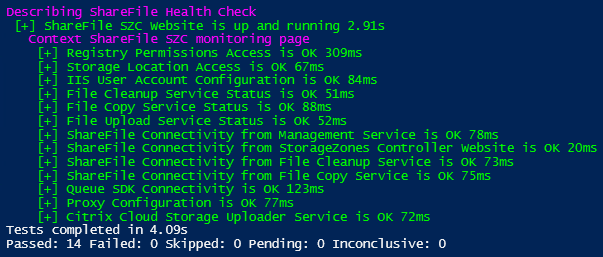 Describing ShareFile Health Check
[+] ShareFile SZC Website is up and running 2.91s
Context ShareFile SZC monitoring page
[+] Registry Permissions Access is OK 309ms
[+] Storage Location Access is OK 67ms
[+] IIS User Account Configuration is OK 84ms
[+] File Cleanup Service Status is OK 51ms
[+] File Copy Service Status is OK 88ms
[+] File Upload Service Status is OK 52ms
[+] ShareFile Connectivity from Management Service is OK 78ms
[+] ShareFile Connectivity from StorageZones Controller Website is OK 20ms
[+] ShareFile Connectivity from File Cleanup Service is OK 73ms
[+] ShareFile Connectivity from File Copy Service is OK 75ms
[+] Queue SDK Connectivity is OK 123ms
[+] Proxy Configuration is OK 77ms
[+] Citrix Cloud Storage Uploader Service is OK 72ms
Tests completed in 4.09s
Passed: 14 Failed: 0 Skipped: 0 Pending: 0 Inconclusive: 0